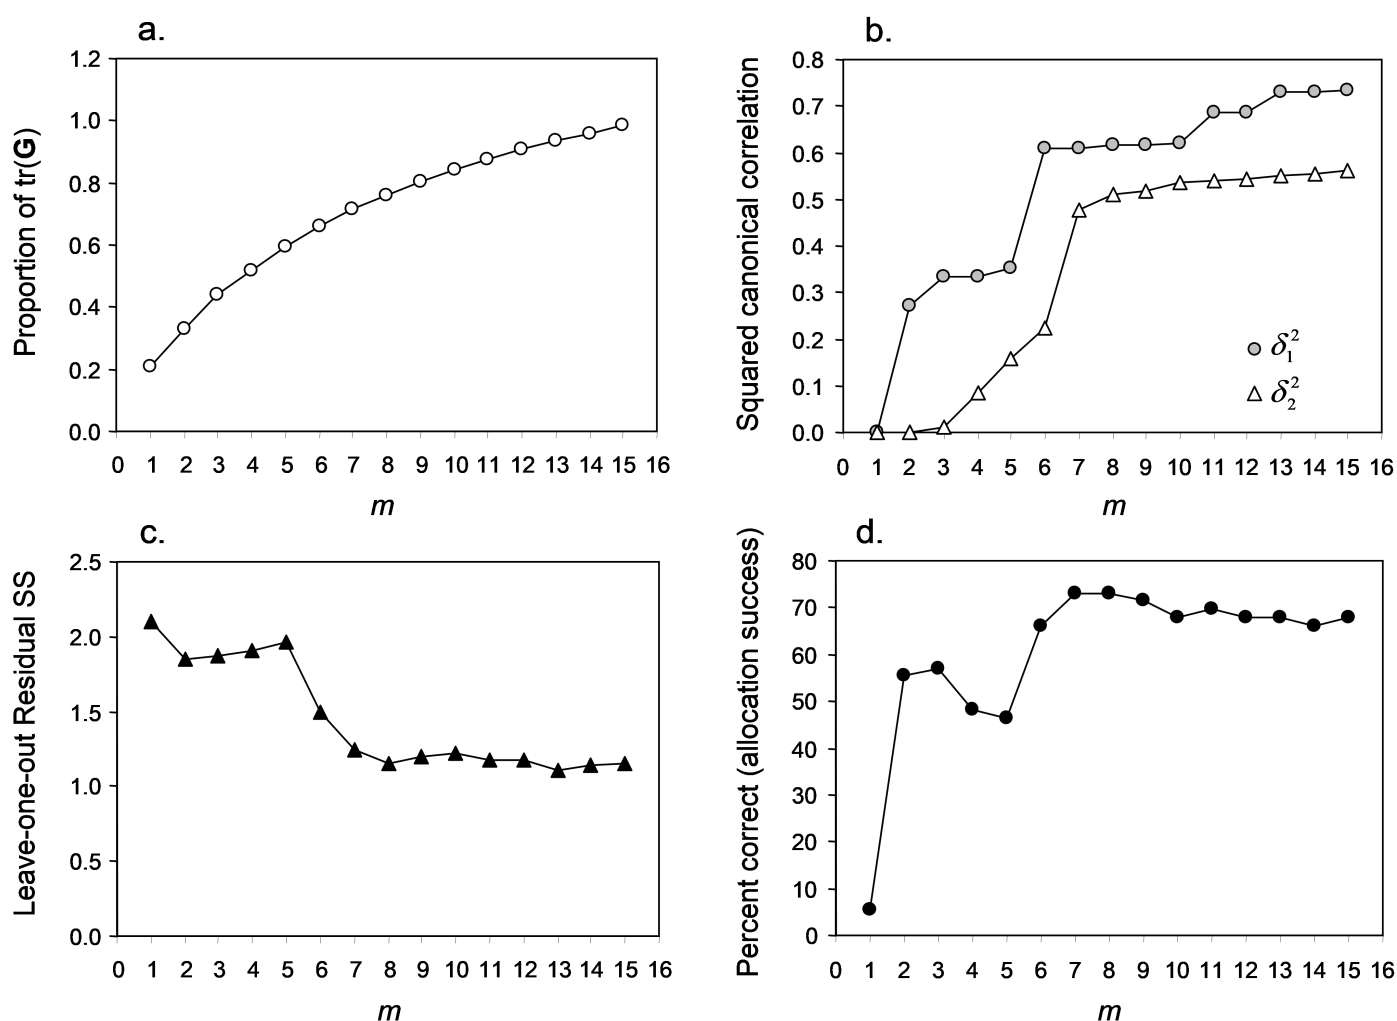 a.
Proportion of tr(G)
1.2
1.0
0.8
0.6
0.4
0.2
0.0
0 1 2 3 4 5 6 7 8 9 10 11 12 13 14 15 16
m
b.
Squared canonical correlation
0.8
0.7
0.6
0.5
0.4
0.3
0.2
0.1
0.0
δ₁²
δ₂²
0 1 2 3 4 5 6 7 8 9 10 11 12 13 14 15 16
m
c.
Leave-one-out Residual SS
2.5
2.0
1.5
1.0
0.5
0.0
0 1 2 3 4 5 6 7 8 9 10 11 12 13 14 15 16
m
d.
Percent correct (allocation success)
80
70
60
50
40
30
20
10
0
0 1 2 3 4 5 6 7 8 9 10 11 12 13 14 15 16
m